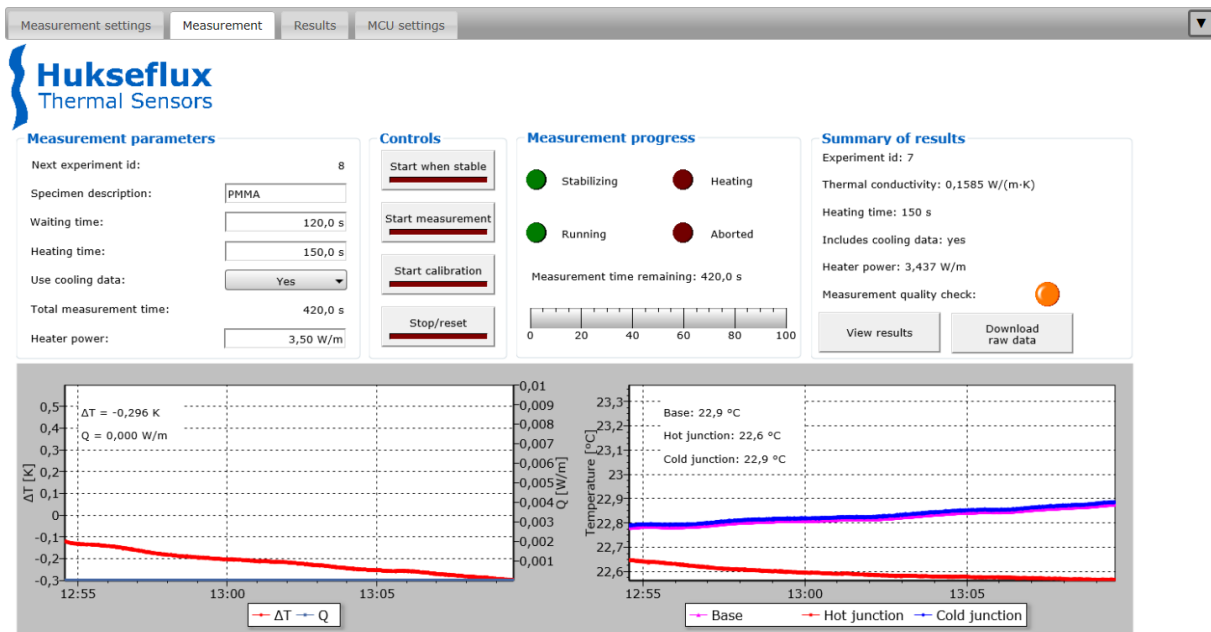 Measurement settings
Measurement
Results
MCU settings
▼
Hukseflux
Thermal Sensors
Measurement parameters
Next experiment id: 8
Specimen description: PMMA
Waiting time: 120,0 s
Heating time: 150,0 s
Use cooling data: Yes
Total measurement time: 420,0 s
Heater power: 3,50 W/m
Controls
Start when stable
Start measurement
Start calibration
Stop/reset
Measurement progress
Stabilizing
Heating
Running
Aborted
Measurement time remaining: 420,0 s
0 20 40 60 80 100
Summary of results
Experiment id: 7
Thermal conductivity: 0,1585 W/(m·K)
Heating time: 150 s
Includes cooling data: yes
Heater power: 3,437 W/m
Measurement quality check:
View results
Download
raw data
ΔT [K]
0,5
0,4
0,3
0,2
0,1
0
-0,1
-0,2
-0,3
ΔT = -0,296 K
Q = 0,000 W/m
0,01
0,009
0,008
0,007
0,006
0,005
0,004
0,003
0,002
0,001
Q [W/m]
12:55 13:00 13:05
ΔT Q
Temperature [°C]
23,3
23,2
23,1
23
22,9
22,8
22,7
22,6
Base: 22,9 °C
Hot junction: 22,6 °C
Cold junction: 22,9 °C
12:55 13:00 13:05
Base Hot junction Cold junction